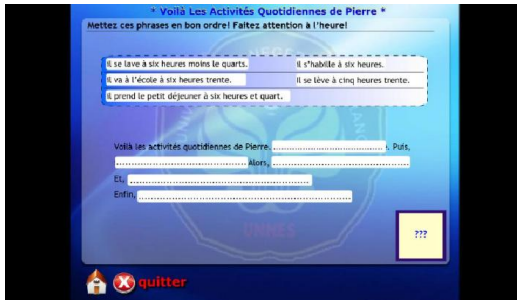 * Voilà Les Activités Quotidiennes de Pierre *
Mettez ces phrases en bon ordre! Faitez attention à l'heure!
Il se lave à six heures moins le quarts. Il s'habille à six heures.
Il va à l'école à six heures trente. Il se lève à cinq heures trente.
Il prend le petit déjeuner à six heures et quart.
Voilà les activités quotidiennes de Pierre. ........................................ . Puis,
........................................ Alors, ........................................
Et, ........................................
Enfin, ........................................
UNNES
???
quitter